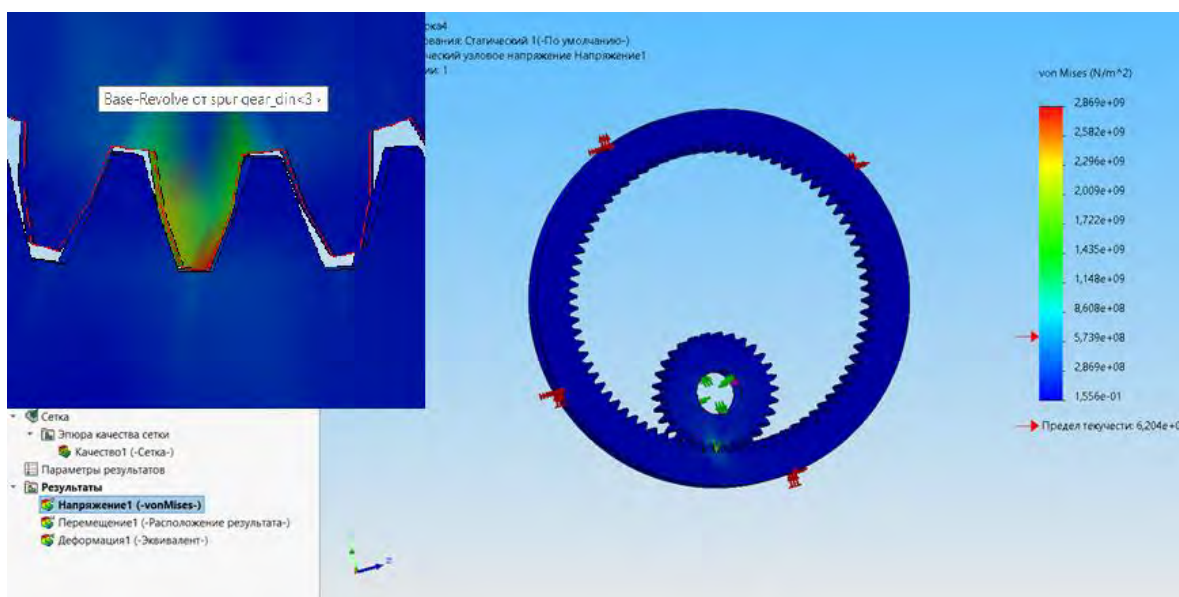 Base-Revolve от spur gear_din<3>
рка4
ования: Статический 1(-По умолчанию-)
ческий узловое напряжение Напряжение1
ии: 1
von Mises (N/m^2)
2,869e+09
2,582e+09
2,296e+09
2,009e+09
1,722e+09
1,435e+09
1,148e+09
8,608e+08
5,739e+08
2,869e+08
1,556e-01
Предел текучести: 6,204e+0
Сетка
Эпюра качества сетки
Качество1 (-Сетка-)
Параметры результатов
Результаты
Напряжение1 (-vonMises-)
Перемещение1 (-Расположение результата-)
Деформация1 (-Эквивалент-)